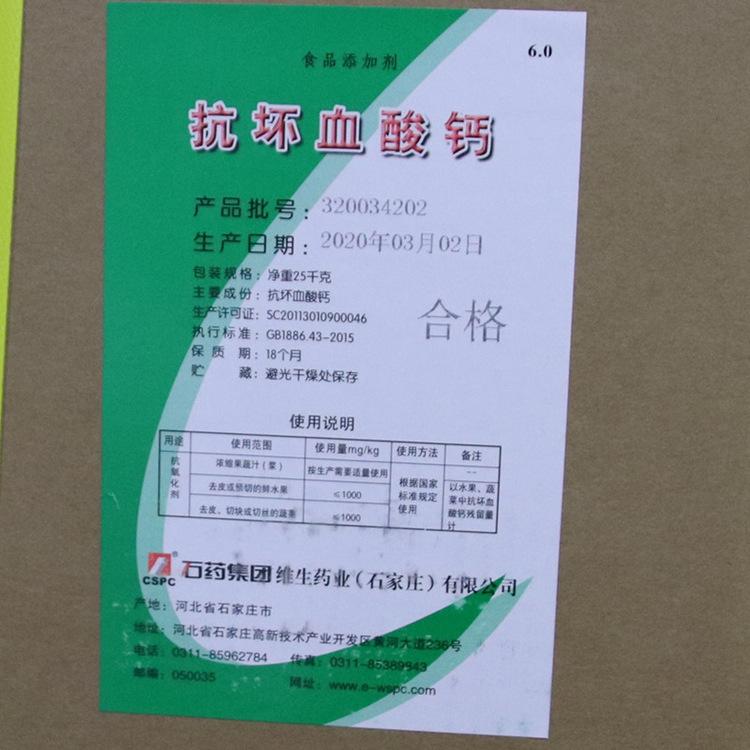 食品添加剂
6.0
抗坏血酸钙
产品批号：320034202
生产日期：2020年03月02日
包装规格：净重25千克
主要成份：抗坏血酸钙
生产许可证：SC20113010900046
执行标准：GB1886.43-2015
保质期：18个月
贮藏：避光干燥处保存
合格
使用说明
用途 使用范围 使用量mg/kg 使用方法 备注
抗氧化剂
浓缩果蔬汁（浆） 按生产需要适量使用 --
去皮或预切的鲜水果 ≤1000
去皮、切块或切丝的蔬菜 ≤1000
根据国家
标准规定
使用
以水果、蔬
菜中抗坏血
酸钙残留量
计
CSPC ® 石药集团维生药业（石家庄）有限公司
产地：河北省石家庄市
地址：河北省石家庄高新技术产业开发区黄河大道236号
电话：0311-85962784 传真：0311-85389943
邮编：050035 网址：www.e-wspc.com